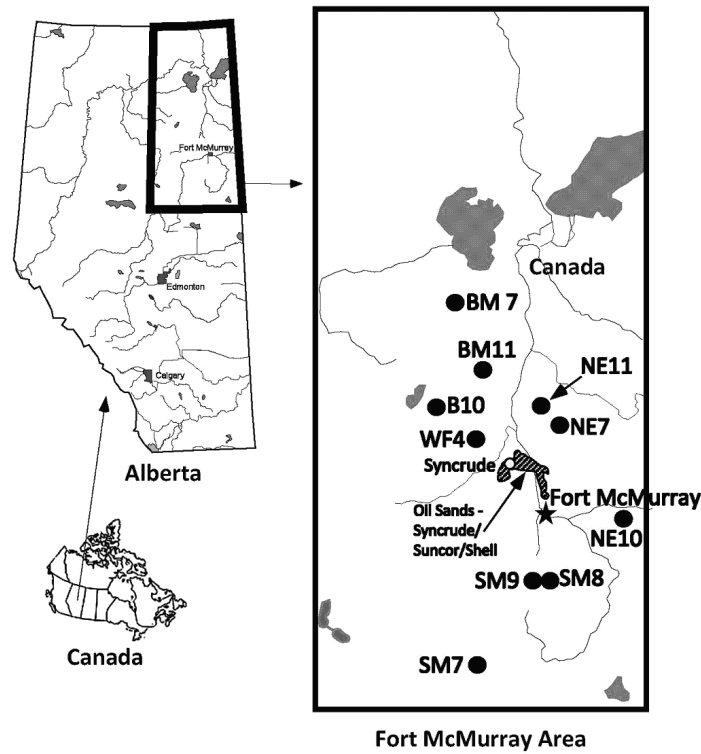 Fort McMurray
Edmonton
Calgary
Alberta
Canada
Canada
BM 7
BM11
NE11
B10
NE7
WF4
Syncrude
Oil Sands -
Syncrude/
Suncor/Shell
Fort McMurray
NE10
SM9
SM8
SM7
Fort McMurray Area